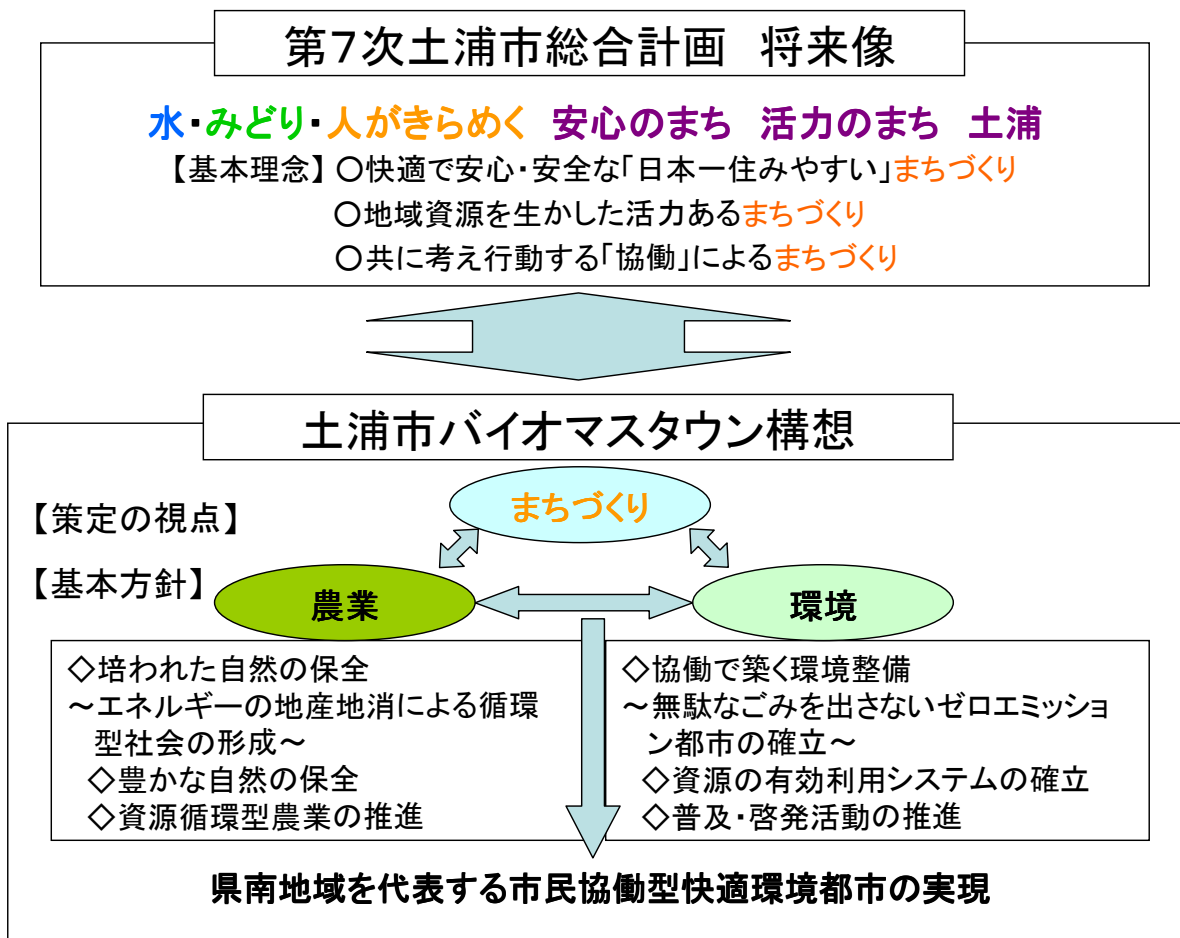 第7次土浦市総合計画　将来像
水・みどり・人がきらめく　安心のまち　活力のまち　土浦
【基本理念】○快適で安心・安全な「日本一住みやすい」まちづくり
○地域資源を生かした活力あるまちづくり
○共に考え行動する「協働」によるまちづくり
土浦市バイオマスタウン構想
【策定の視点】
まちづくり
【基本方針】
農業
環境
◇培われた自然の保全
～エネルギーの地産地消による循環
型社会の形成～
◇豊かな自然の保全
◇資源循環型農業の推進
◇協働で築く環境整備
～無駄なごみを出さないゼロエミッショ
ン都市の確立～
◇資源の有効利用システムの確立
◇普及・啓発活動の推進
県南地域を代表する市民協働型快適環境都市の実現